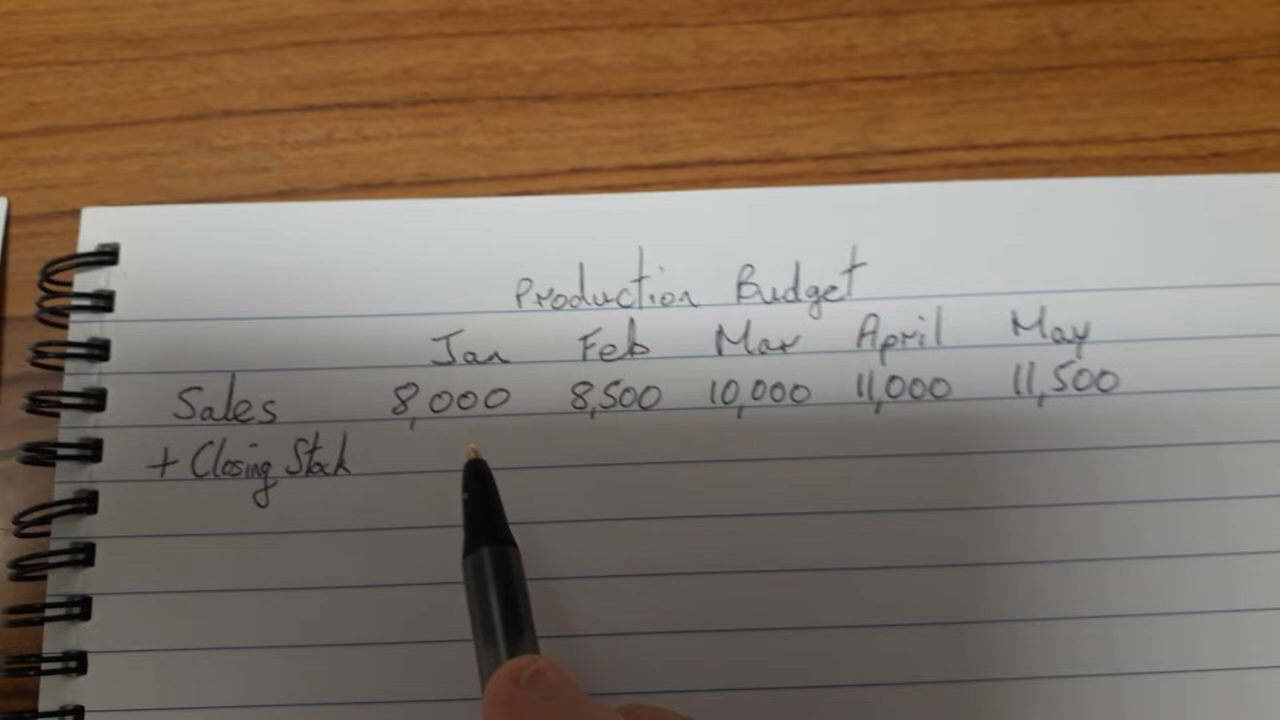 Production Budget
Jan Feb Mar April May
Sales 8,000 8,500 10,000 11,000 11,500
+ Closing Stock